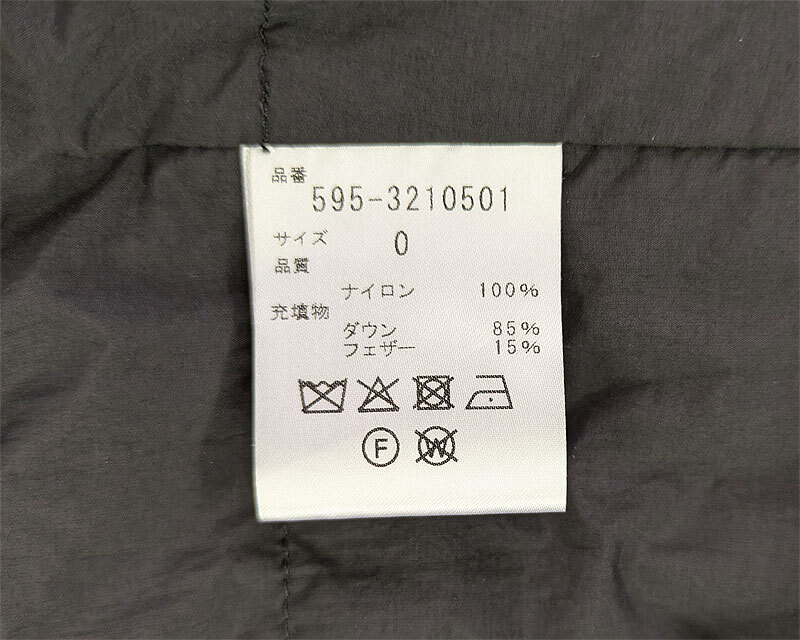 品番
595-3210501
サイズ 0
品質
ナイロン 100%
充填物
ダウン 85%
フェザー 15%
F W